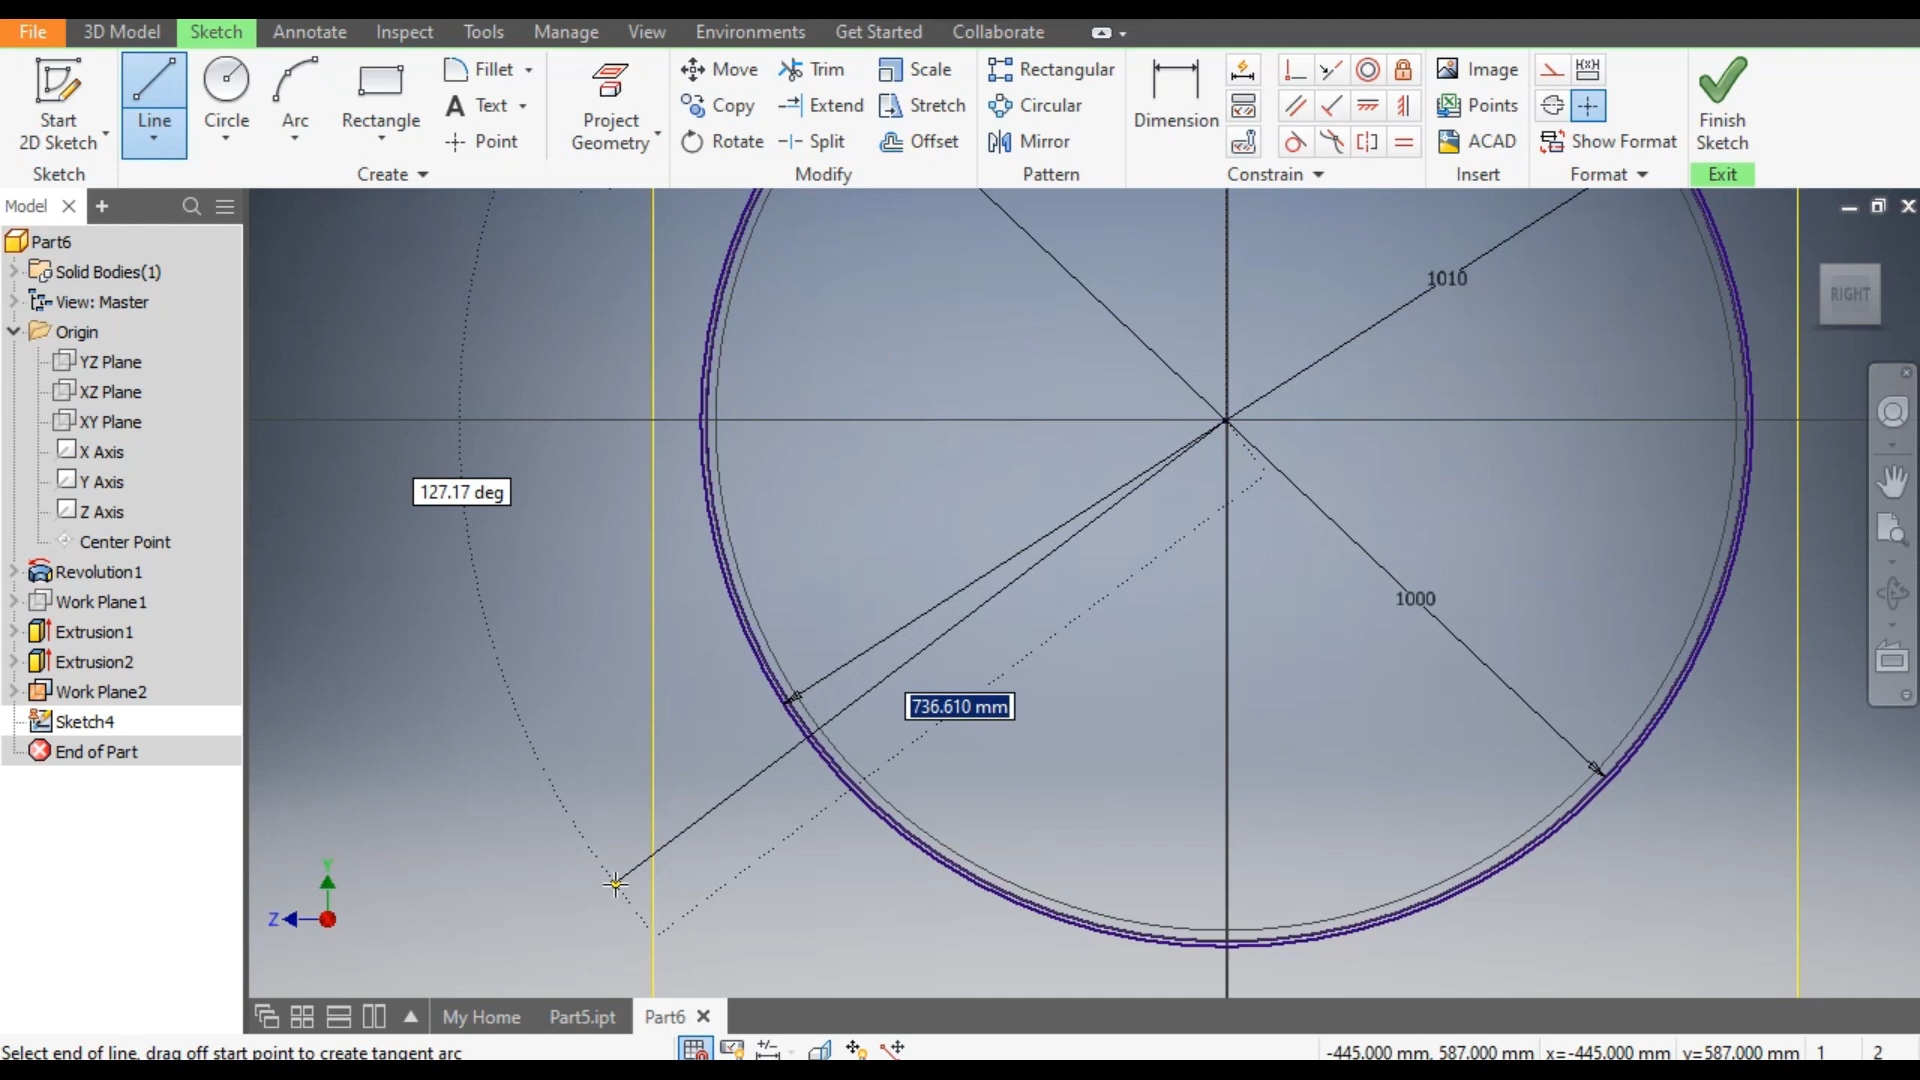 File 3D Model Sketch Annotate Inspect Tools Manage View Environments Get Started Collaborate
Start 2D Sketch
Line
Circle
Arc
Rectangle
Fillet
Text
Point
Project Geometry
Move
Copy
Rotate
Trim
Extend
Split
Scale
Stretch
Offset
Rectangular
Circular
Mirror
Dimension
Image
Points
ACAD
Show Format
Finish Sketch
Sketch Create Modify Pattern Constrain Insert Format Exit
Model
Part6
Solid Bodies(1)
View: Master
Origin
YZ Plane
XZ Plane
XY Plane
X Axis
Y Axis
Z Axis
Center Point
Revolution1
Work Plane1
Extrusion1
Extrusion2
Work Plane2
Sketch4
End of Part
1010
RIGHT
127.17 deg
1000
736.610 mm
Y
Z
My Home Part5.ipt Part6
Select end of line, drag off start point to create tangent arc
-445.000 mm, 587.000 mm x=-445.000 mm y=587.000 mm 1 2